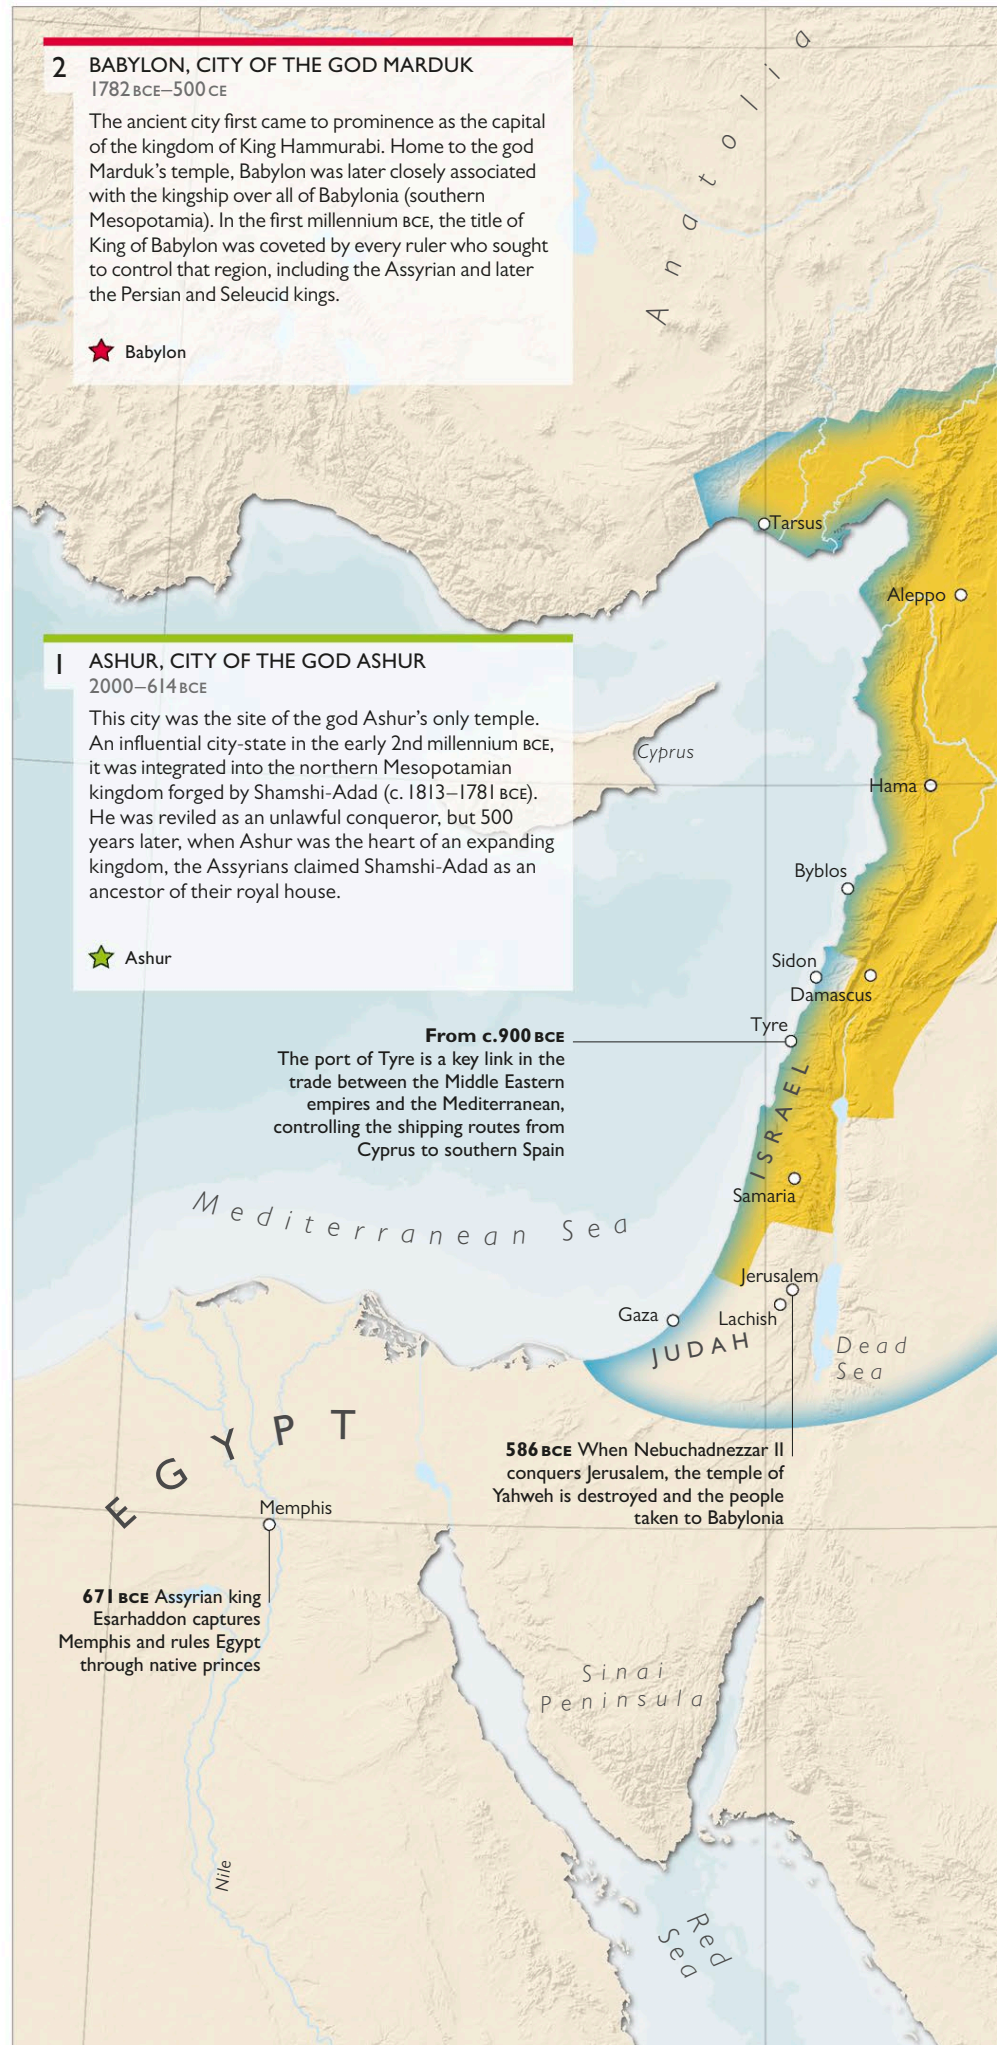 2 BABYLON, CITY OF THE GOD MARDUK
1782 BCE–500 CE
The ancient city first came to prominence as the capital
of the kingdom of King Hammurabi. Home to the god
Marduk's temple, Babylon was later closely associated
with the kingship over all of Babylonia (southern
Mesopotamia). In the first millennium BCE, the title of
King of Babylon was coveted by every ruler who sought
to control that region, including the Assyrian and later
the Persian and Seleucid kings.
Babylon
Anatolia
Tarsus
Aleppo
1 ASHUR, CITY OF THE GOD ASHUR
2000–614 BCE
This city was the site of the god Ashur's only temple.
An influential city-state in the early 2nd millennium BCE,
it was integrated into the northern Mesopotamian
kingdom forged by Shamshi-Adad (c. 1813–1781 BCE).
He was reviled as an unlawful conqueror, but 500
years later, when Ashur was the heart of an expanding
kingdom, the Assyrians claimed Shamshi-Adad as an
ancestor of their royal house.
Ashur
Cyprus
Hama
Byblos
Sidon
Damascus
Tyre
From c.900 BCE
The port of Tyre is a key link in the
trade between the Middle Eastern
empires and the Mediterranean,
controlling the shipping routes from
Cyprus to southern Spain
ISRAEL
Samaria
Mediterranean Sea
Jerusalem
Gaza
Lachish
JUDAH
Dead
Sea
EGYPT
586 BCE When Nebuchadnezzar II
conquers Jerusalem, the temple of
Yahweh is destroyed and the people
taken to Babylonia
Memphis
671 BCE Assyrian king
Esarhaddon captures
Memphis and rules Egypt
through native princes
Sinai
Peninsula
Nile
Red
Sea